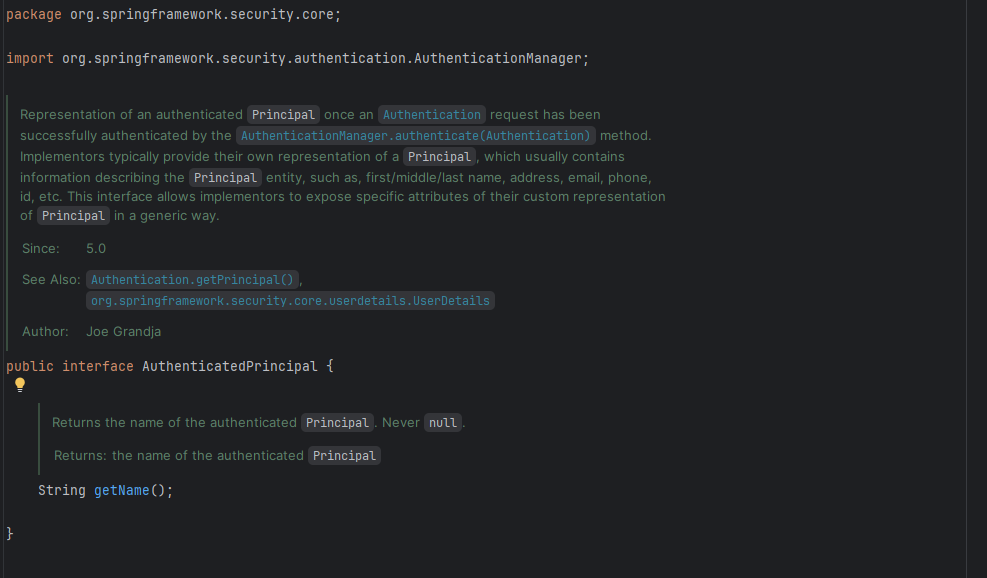 package org.springframework.security.core;
import org.springframework.security.authentication.AuthenticationManager;
Representation of an authenticated Principal once an Authentication request has been
successfully authenticated by the AuthenticationManager.authenticate(Authentication) method.
Implementors typically provide their own representation of a Principal, which usually contains
information describing the Principal entity, such as, first/middle/last name, address, email, phone,
id, etc. This interface allows implementors to expose specific attributes of their custom representation
of Principal in a generic way.
Since: 5.0
See Also: Authentication.getPrincipal(),
org.springframework.security.core.userdetails.UserDetails
Author: Joe Grandja
public interface AuthenticatedPrincipal {
Returns the name of the authenticated Principal. Never null.
Returns: the name of the authenticated Principal
String getName();
}